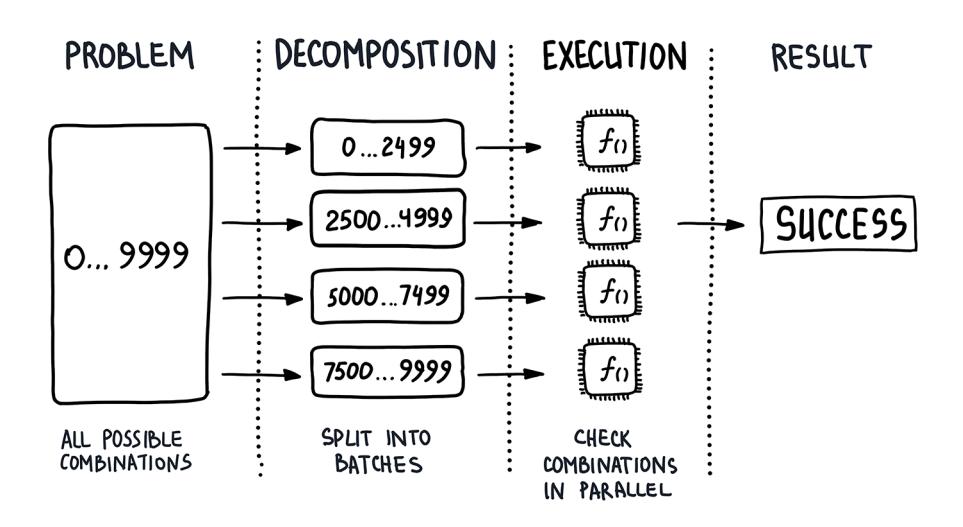 PROBLEM
DECOMPOSITION
EXECUTION
RESULT
0... 9999
0...2499
2500...4999
5000...7499
7500...9999
f()
f()
f()
f()
SUCCESS
ALL POSSIBLE
COMBINATIONS
SPLIT INTO
BATCHES
CHECK
COMBINATIONS
IN PARALLEL